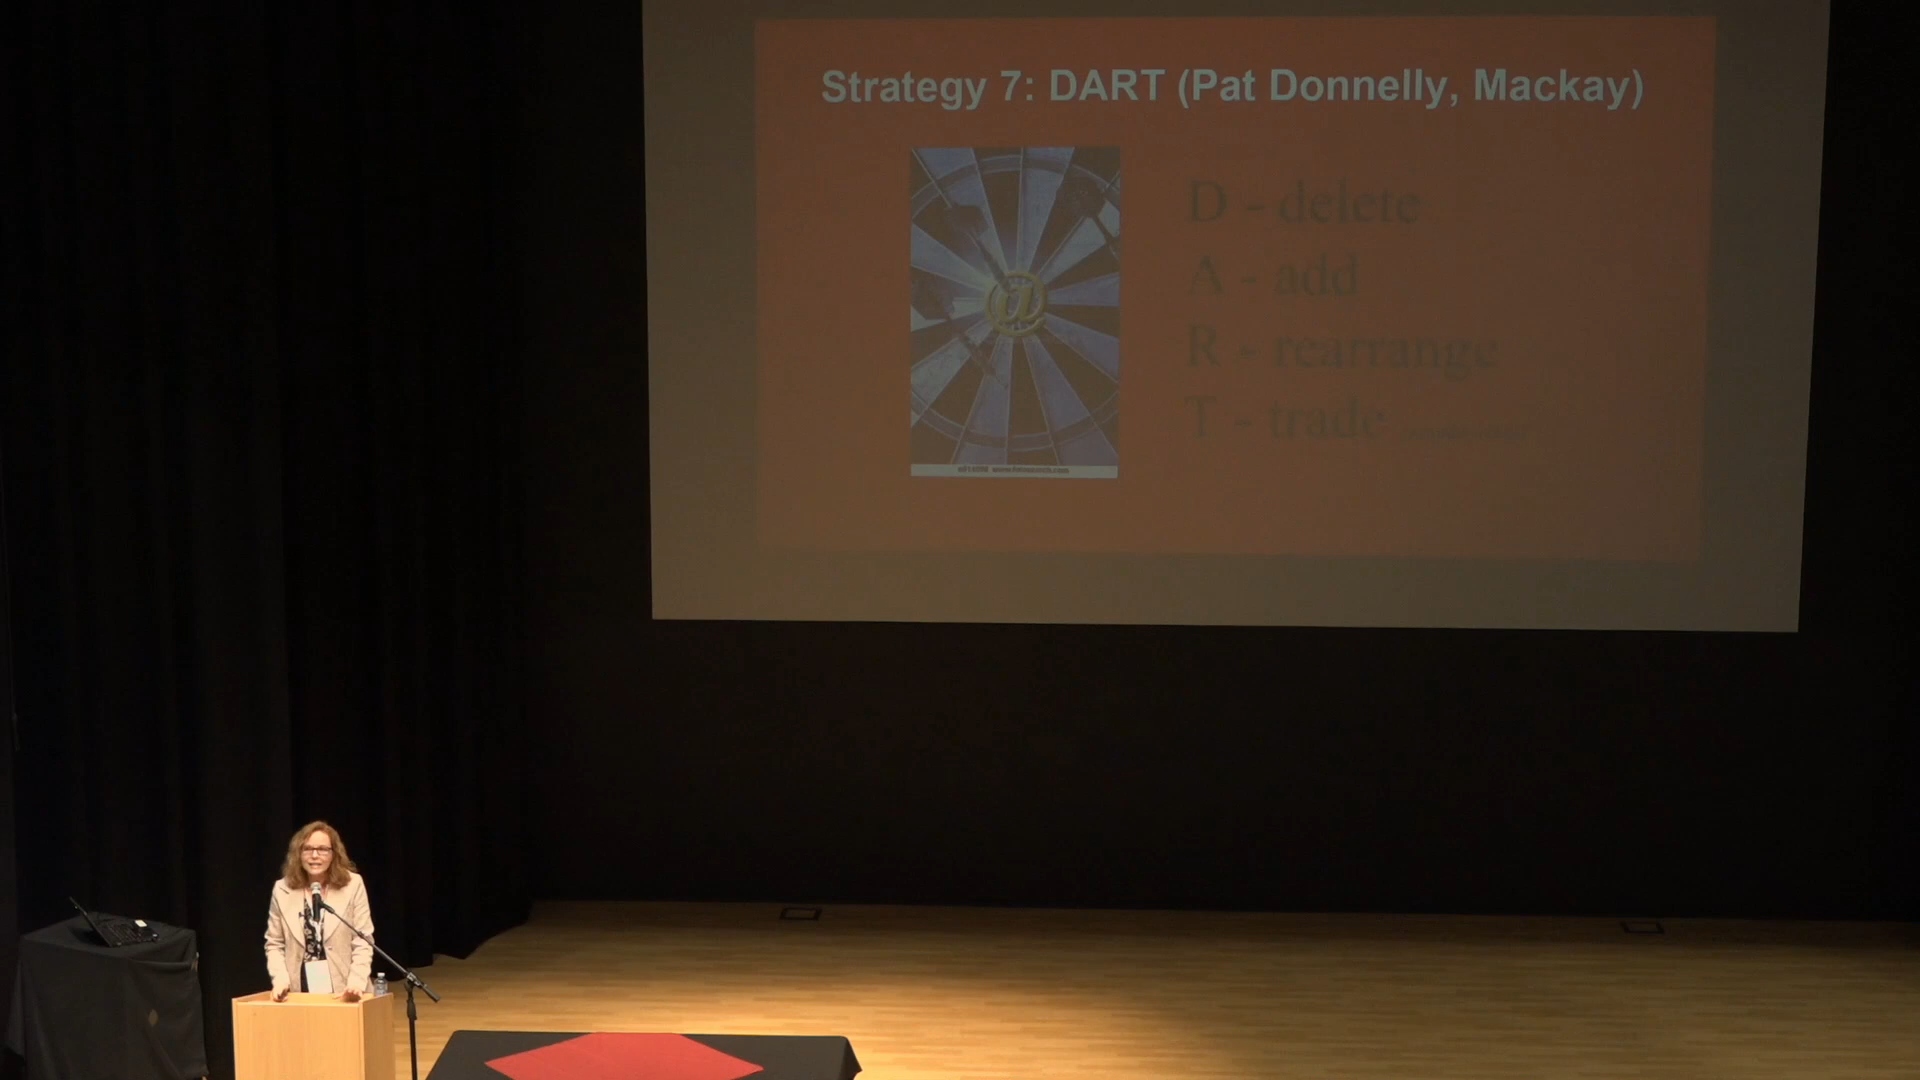 Strategy 7: DART (Pat Donnelly, Mackay)
@
D - delete
A - add
R - rearrange
T - trade